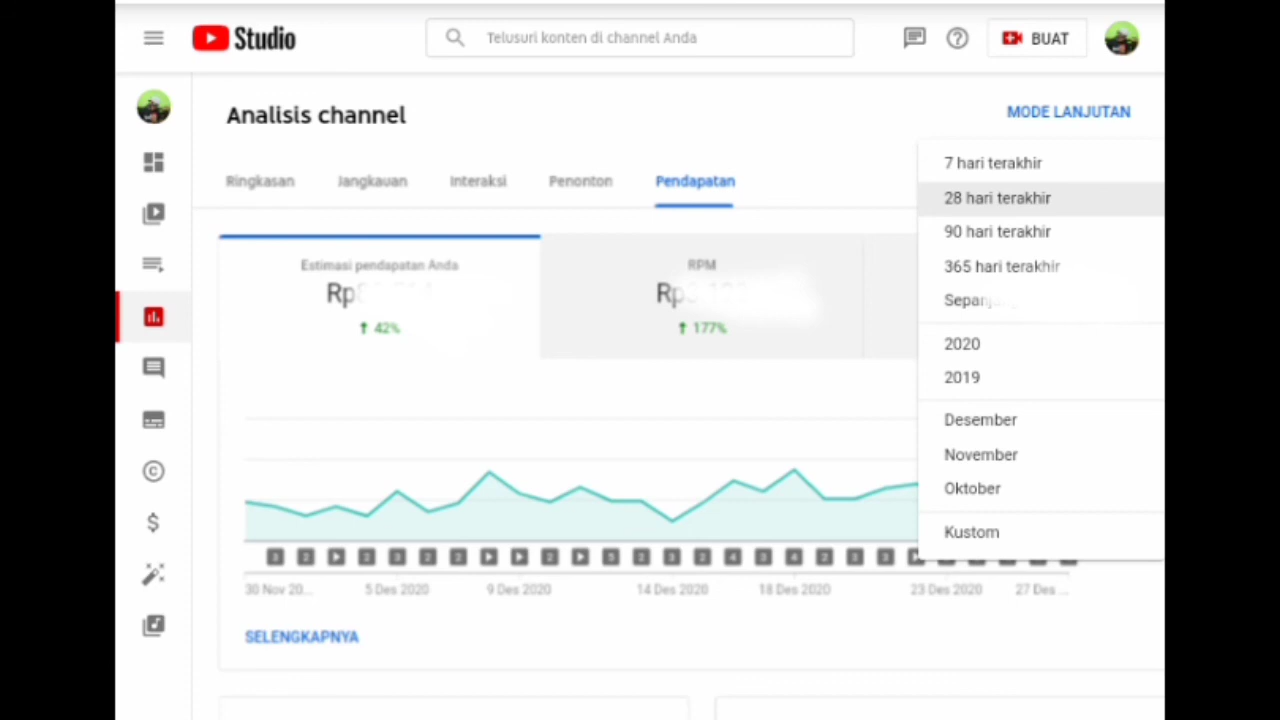 Studio
Telusuri konten di channel Anda
BUAT
Analisis channel
MODE LANJUTAN
Ringkasan
Jangkauan
Interaksi
Penonton
Pendapatan
7 hari terakhir
28 hari terakhir
90 hari terakhir
365 hari terakhir
2020
2019
Desember
November
Oktober
Kustom
Estimasi pendapatan Anda
Rp
42%
RPM
Rp
177%
30 Nov 20...
5 Des 2020
9 Des 2020
14 Des 2020
18 Des 2020
23 Des 2020
27 Des ...
SELENGKAPNYA